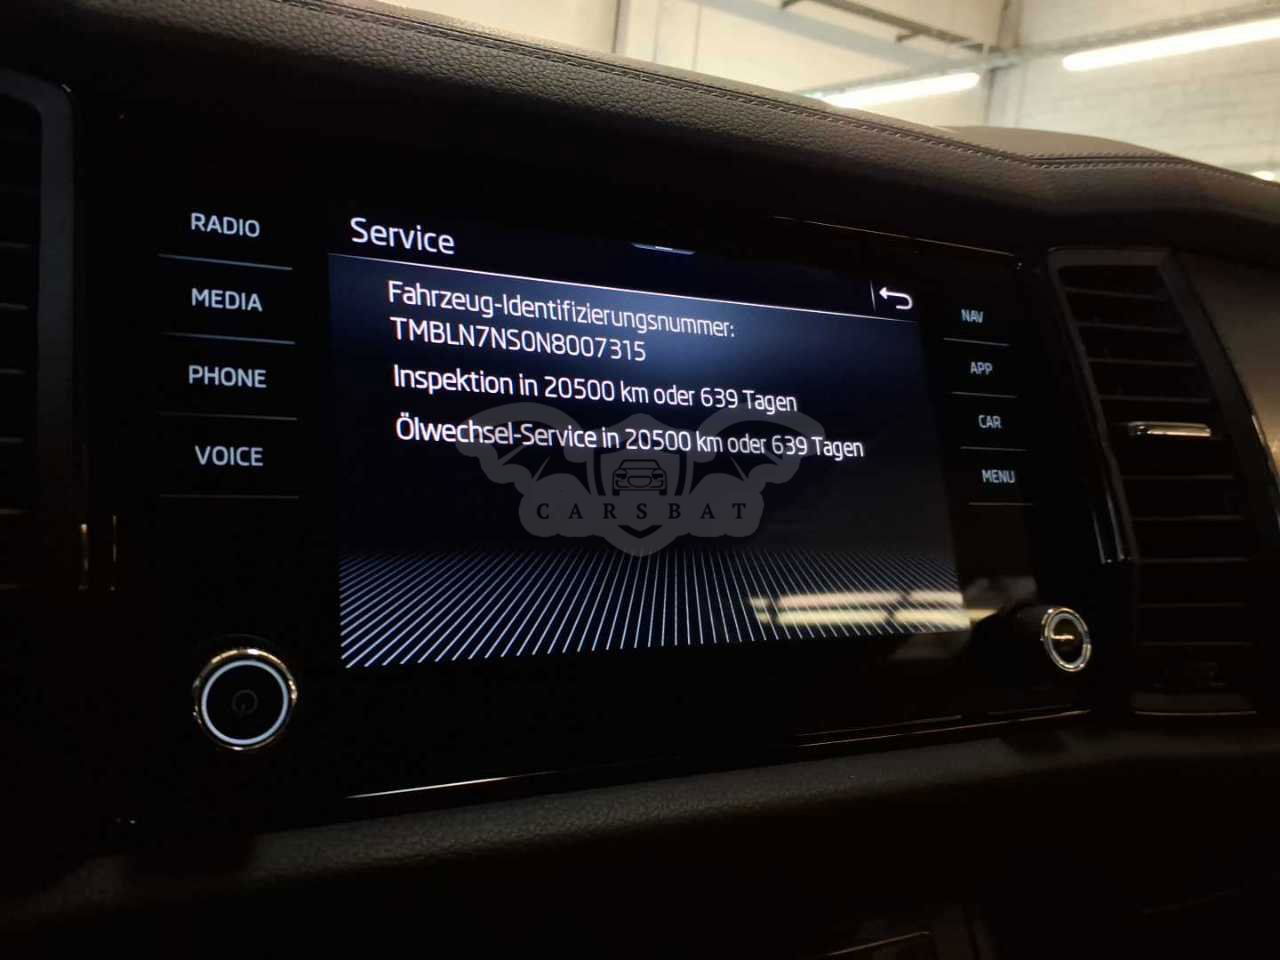 RADIO
MEDIA
PHONE
VOICE
Service
Fahrzeug-Identifizierungsnummer:
TMBLN7NS0N8007315
Inspektion in 20500 km oder 639 Tagen
Ölwechsel-Service in 20500 km oder 639 Tagen
CARSBAT
NAV
APP
CAR
MENU